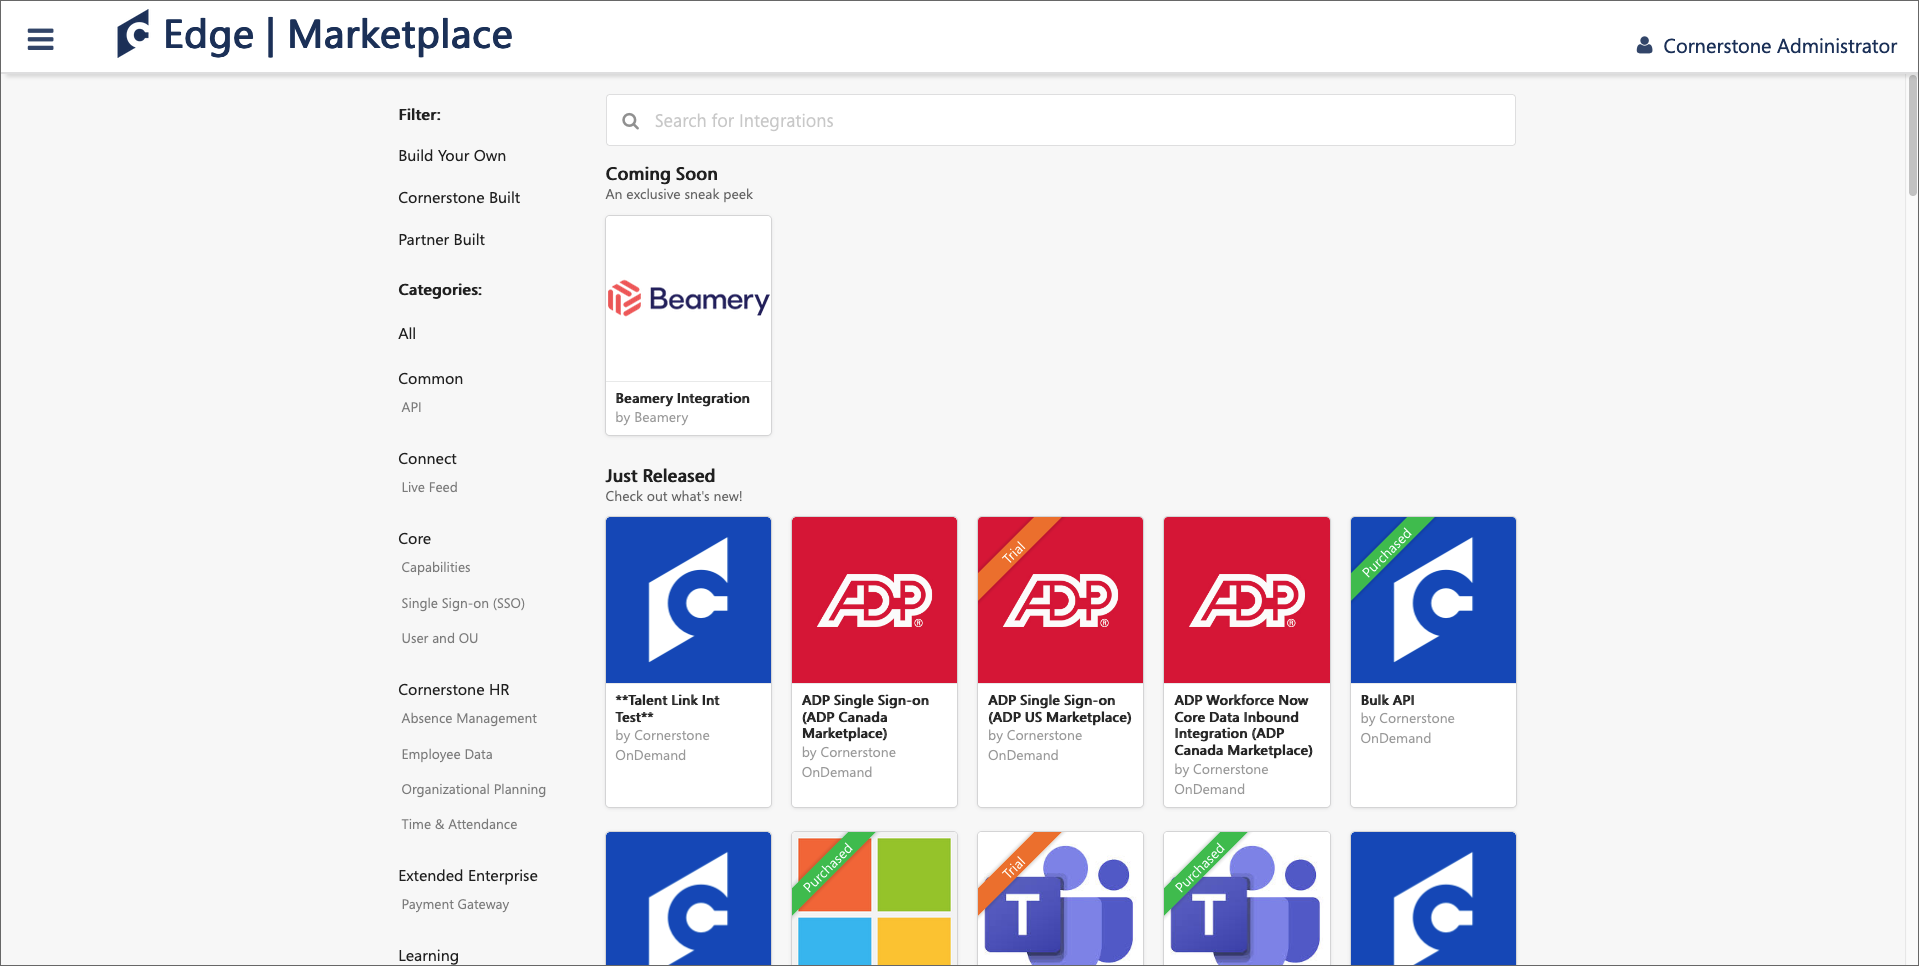 Edge | Marketplace
Cornerstone Administrator
Filter:
Build Your Own
Cornerstone Built
Partner Built
Categories:
All
Common
API
Connect
Live Feed
Core
Capabilities
Single Sign-on (SSO)
User and OU
Cornerstone HR
Absence Management
Employee Data
Organizational Planning
Time & Attendance
Extended Enterprise
Payment Gateway
Learning
Search for Integrations
Coming Soon
An exclusive sneak peek
Beamery
Beamery Integration
by Beamery
Just Released
Check out what's new!
**Talent Link Int
Test**
by Cornerstone
OnDemand
ADP®
ADP Single Sign-on
(ADP Canada
Marketplace)
by Cornerstone
OnDemand
Trial
ADP®
ADP Single Sign-on
(ADP US Marketplace)
by Cornerstone
OnDemand
ADP®
ADP Workforce Now
Core Data Inbound
Integration (ADP
Canada Marketplace)
by Cornerstone
OnDemand
Purchased
Bulk API
by Cornerstone
OnDemand
Purchased
Trial
T
Purchased
T